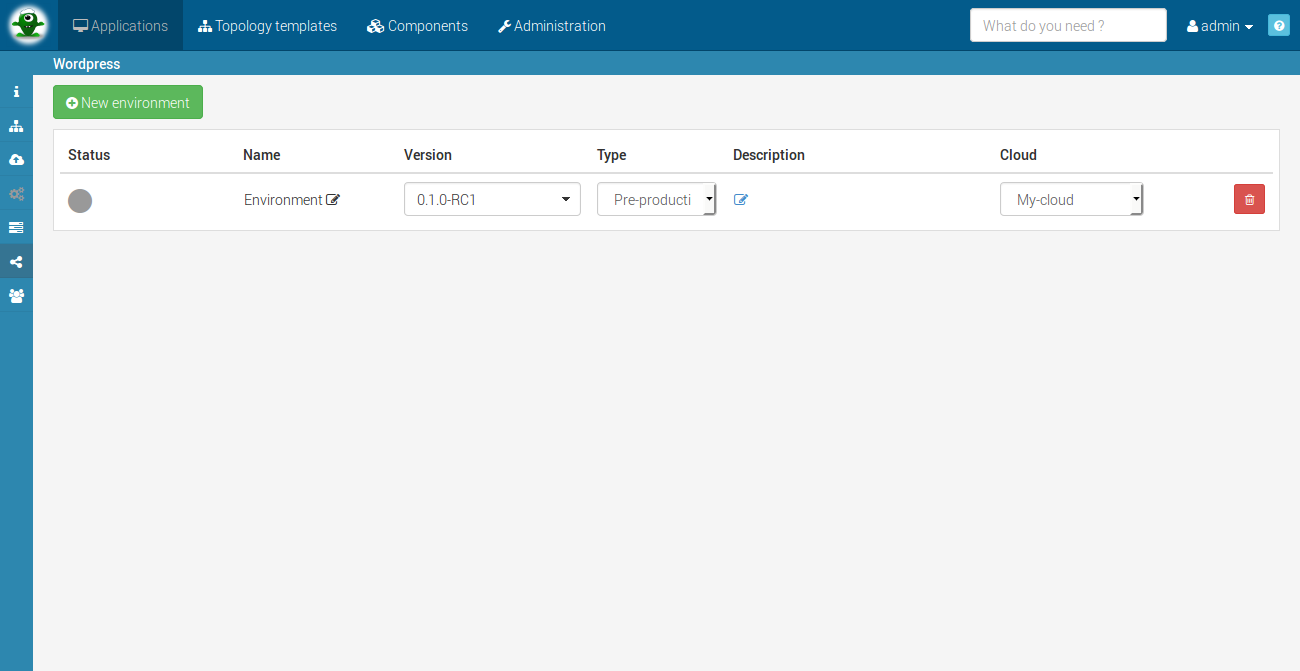 Applications Topology templates Components Administration What do you need ? admin
Wordpress
New environment
Status Name Version Type Description Cloud
Environment 0.1.0-RC1 Pre-producti My-cloud